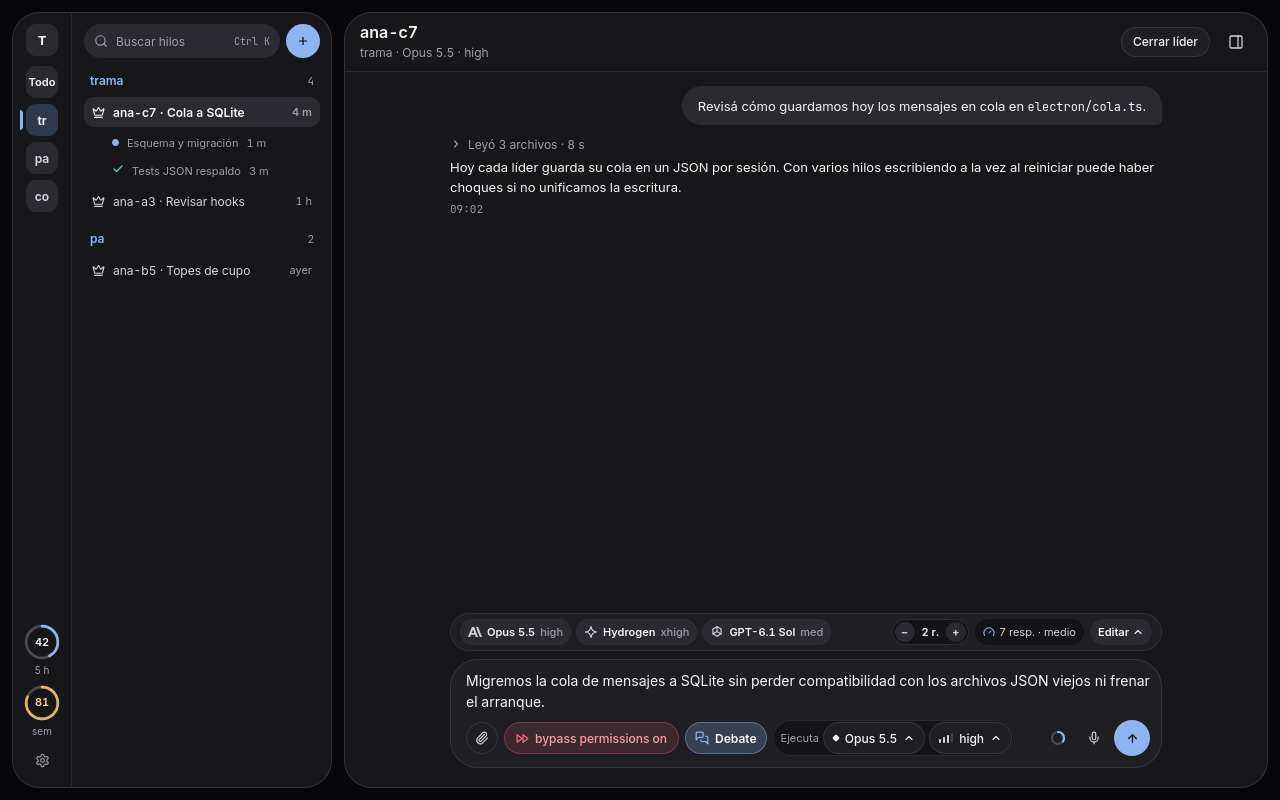 T
Todo
tr
pa
co
42
5 h
81
sem
Buscar hilos Ctrl K
+
trama 4
ana-c7 · Cola a SQLite 4 m
Esquema y migración 1 m
Tests JSON respaldo 3 m
ana-a3 · Revisar hooks 1 h
pa 2
ana-b5 · Topes de cupo ayer
ana-c7
trama · Opus 5.5 · high
Cerrar líder
Revisá cómo guardamos hoy los mensajes en cola en electron/cola.ts.
Leyó 3 archivos · 8 s
Hoy cada líder guarda su cola en un JSON por sesión. Con varios hilos escribiendo a la vez al reiniciar puede haber
choques si no unificamos la escritura.
09:02
Opus 5.5 high Hydrogen xhigh GPT-6.1 Sol med − 2 r. + 7 resp. · medio Editar
Migremos la cola de mensajes a SQLite sin perder compatibilidad con los archivos JSON viejos ni frenar
el arranque.
bypass permissions on Debate Ejecuta Opus 5.5 high